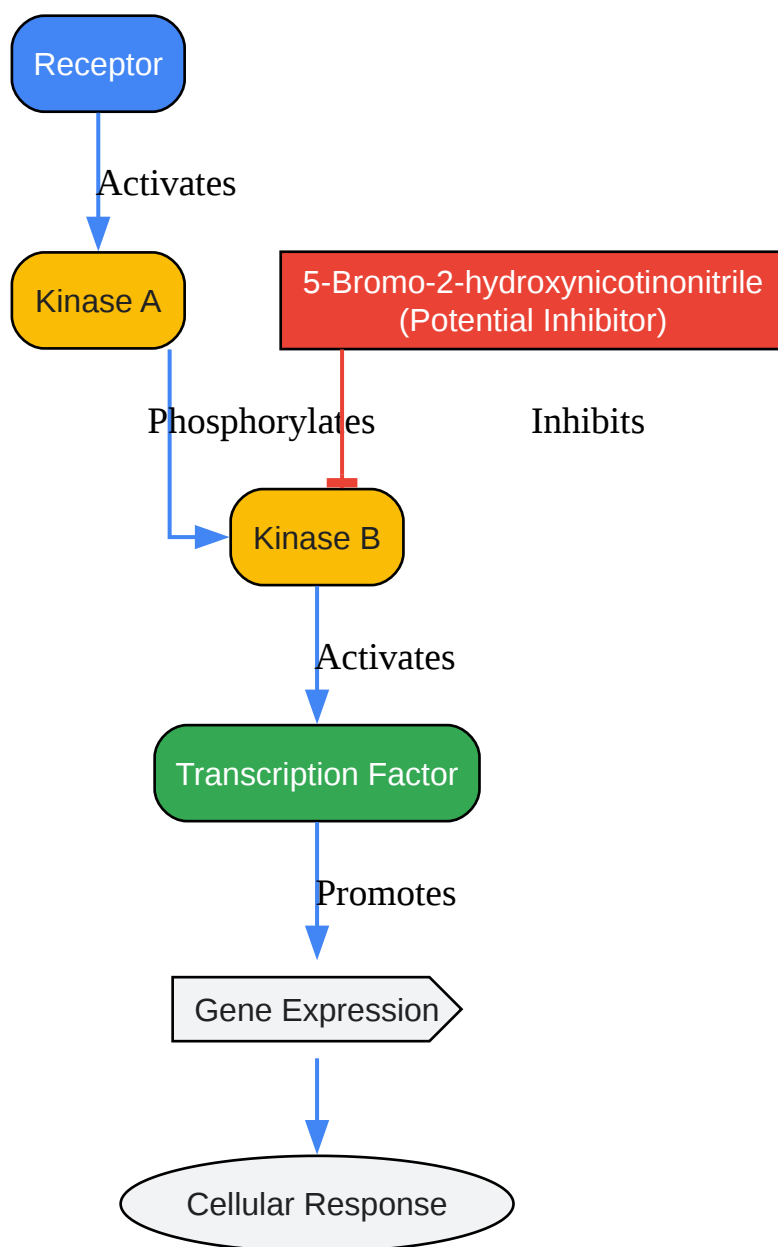 Receptor
Activates
Kinase A
5-Bromo-2-hydroxynicotinonitrile
(Potential Inhibitor)
Phosphorylates
Inhibits
Kinase B
Activates
Transcription Factor
Promotes
Gene Expression
Cellular Response